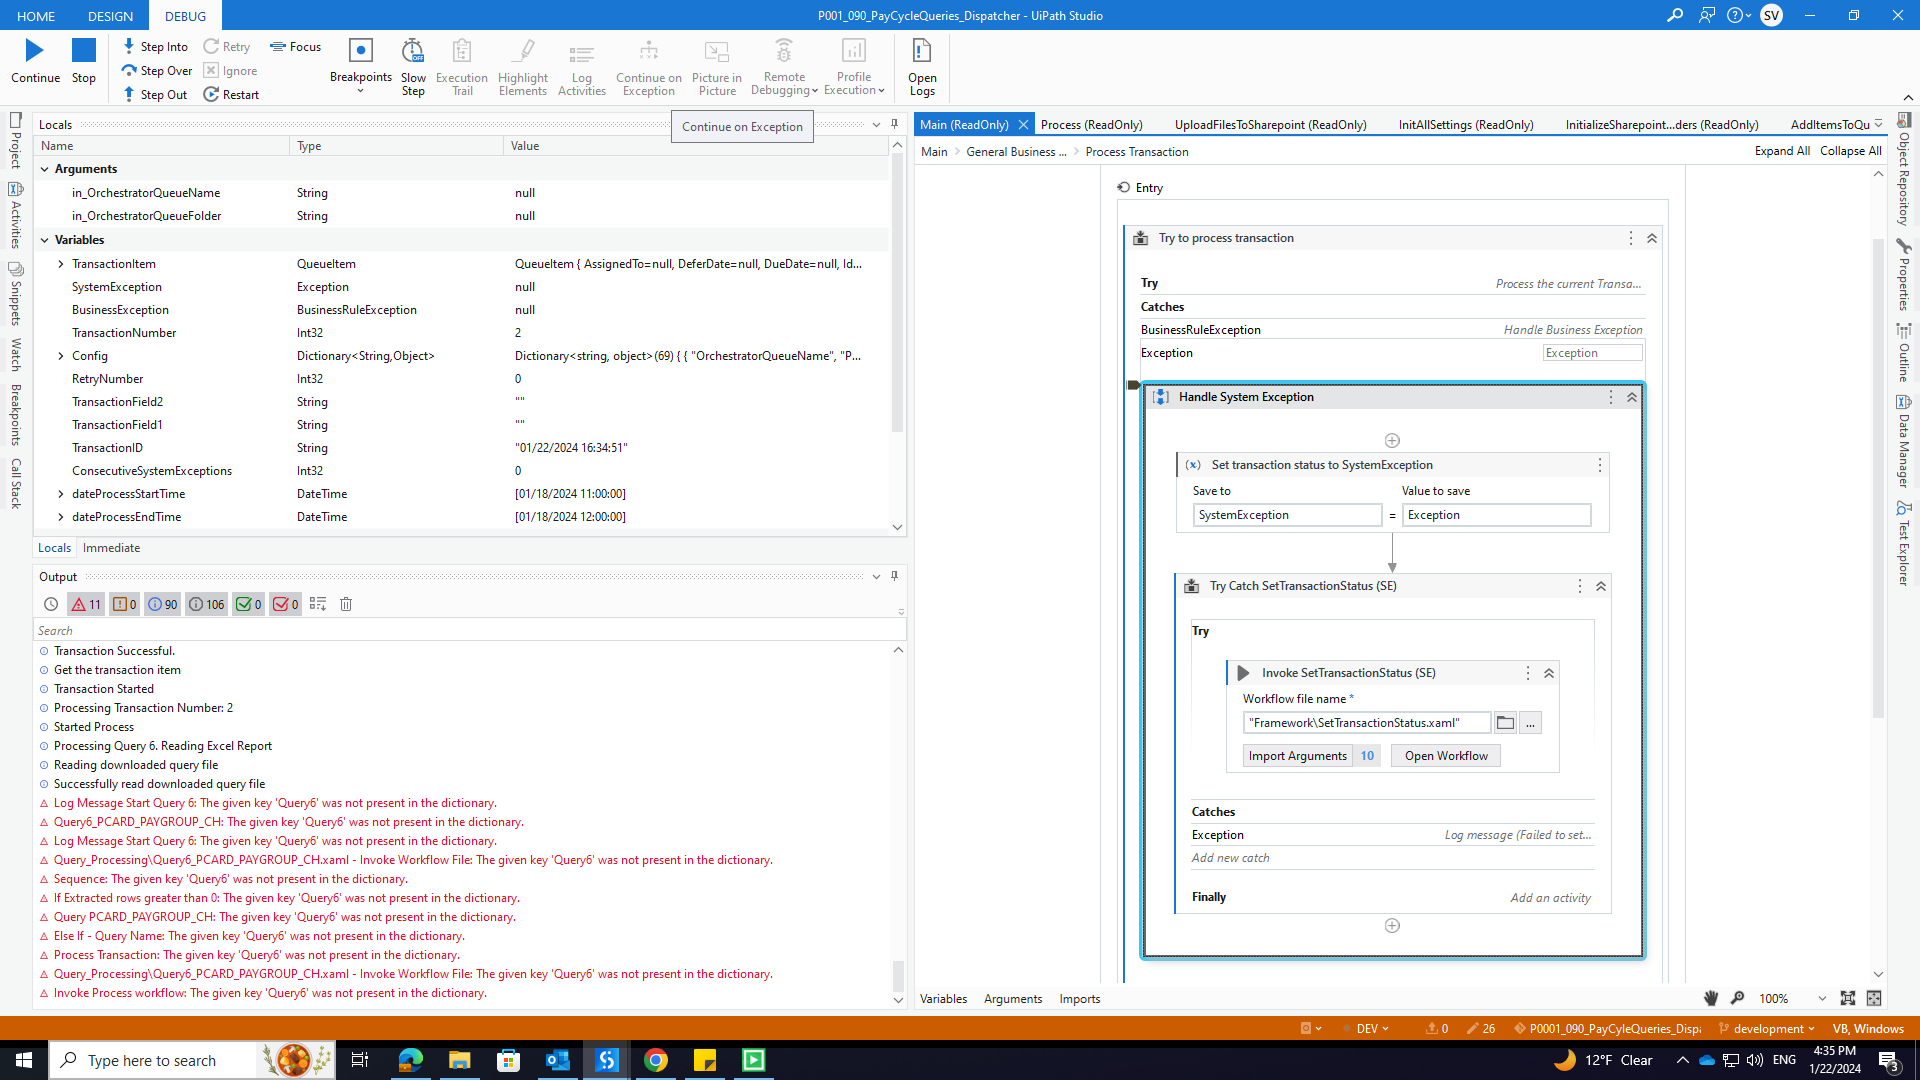 HOME DESIGN DEBUG
P001_090_PayCycleQueries_Dispatcher - UiPath Studio
SV
Continue
Stop
Step Into
Step Over
Step Out
Retry
Ignore
Restart
Focus
Breakpoints
Slow Step
Execution Trail
Highlight Elements
Log Activities
Continue on Exception
Picture in Picture
Remote Debugging
Profile Execution
Open Logs
Continue on Exception
Project
Activities
Snippets
Watch
Breakpoints
Call Stack
Locals
Name Type Value
Arguments
in_OrchestratorQueueName String null
in_OrchestratorQueueFolder String null
Variables
TransactionItem QueueItem QueueItem { AssignedTo=null, DeferDate=null, DueDate=null, Id...
SystemException Exception null
BusinessException BusinessRuleException null
TransactionNumber Int32 2
Config Dictionary<String,Object> Dictionary<string, object>(69) { { "OrchestratorQueueName", "P...
RetryNumber Int32 0
TransactionField2 String ""
TransactionField1 String ""
TransactionID String "01/22/2024 16:34:51"
ConsecutiveSystemExceptions Int32 0
dateProcessStartTime DateTime [01/18/2024 11:00:00]
dateProcessEndTime DateTime [01/18/2024 12:00:00]
Locals Immediate
Output
11 0 90 106 0 0
Search
Transaction Successful.
Get the transaction item
Transaction Started
Processing Transaction Number: 2
Started Process
Processing Query 6. Reading Excel Report
Reading downloaded query file
Successfully read downloaded query file
Log Message Start Query 6: The given key 'Query6' was not present in the dictionary.
Query6_PCARD_PAYGROUP_CH: The given key 'Query6' was not present in the dictionary.
Log Message Start Query 6: The given key 'Query6' was not present in the dictionary.
Query_Processing\Query6_PCARD_PAYGROUP_CH.xaml - Invoke Workflow File: The given key 'Query6' was not present in the dictionary.
Sequence: The given key 'Query6' was not present in the dictionary.
If Extracted rows greater than 0: The given key 'Query6' was not present in the dictionary.
Query PCARD_PAYGROUP_CH: The given key 'Query6' was not present in the dictionary.
Else If - Query Name: The given key 'Query6' was not present in the dictionary.
Process Transaction: The given key 'Query6' was not present in the dictionary.
Query_Processing\Query6_PCARD_PAYGROUP_CH.xaml - Invoke Workflow File: The given key 'Query6' was not present in the dictionary.
Invoke Process workflow: The given key 'Query6' was not present in the dictionary.
Main (ReadOnly) Process (ReadOnly) UploadFilesToSharepoint (ReadOnly) InitAllSettings (ReadOnly) InitializeSharepoint...ders (ReadOnly) AddItemsToQu
Main General Business ... Process Transaction
Expand All Collapse All
Entry
Try to process transaction
Try Process the current Transa...
Catches
BusinessRuleException Handle Business Exception
Exception Exception
Handle System Exception
(x) Set transaction status to SystemException
Save to Value to save
SystemException = Exception
Try Catch SetTransactionStatus (SE)
Try
Invoke SetTransactionStatus (SE)
Workflow file name *
"Framework\SetTransactionStatus.xaml" ...
Import Arguments 10 Open Workflow
Catches
Exception Log message (Failed to set...
Add new catch
Finally Add an activity
Variables Arguments Imports
100%
Object Repository
Properties
Outline
Data Manager
Test Explorer
DEV 0 26 P0001_090_PayCyleQueries_Dispa development VB, Windows
Type here to search
12°F Clear
ENG
4:35 PM
1/22/2024
3